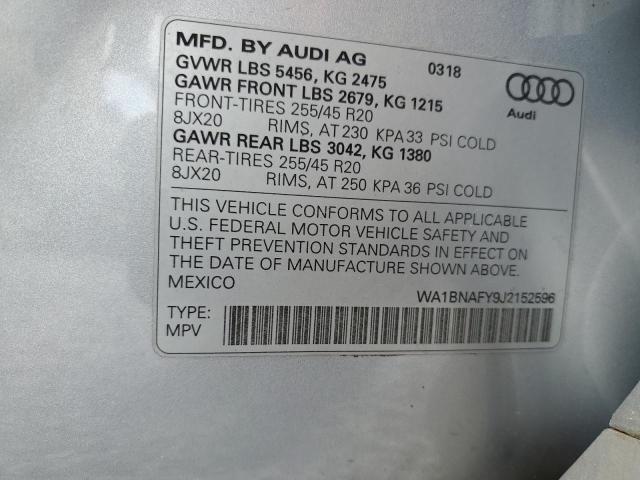 MFD. BY AUDI AG 0318
GVWR LBS 5456, KG 2475
GAWR FRONT LBS 2679, KG 1215
FRONT-TIRES 255/45 R20
8JX20 RIMS, AT 230 KPA 33 PSI COLD
GAWR REAR LBS 3042, KG 1380
REAR-TIRES 255/45 R20
8JX20 RIMS, AT 250 KPA 36 PSI COLD
Audi
THIS VEHICLE CONFORMS TO ALL APPLICABLE
U.S. FEDERAL MOTOR VEHICLE SAFETY AND
THEFT PREVENTION STANDARDS IN EFFECT ON
THE DATE OF MANUFACTURE SHOWN ABOVE.
MEXICO WA1BNAFY9J2152596
TYPE:
MPV